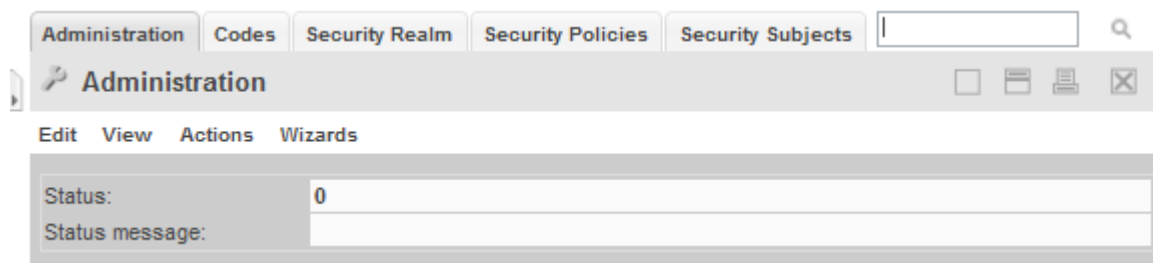 Administration Codes Security Realm Security Policies Security Subjects
Administration
Edit View Actions Wizards
Status: 0
Status message: